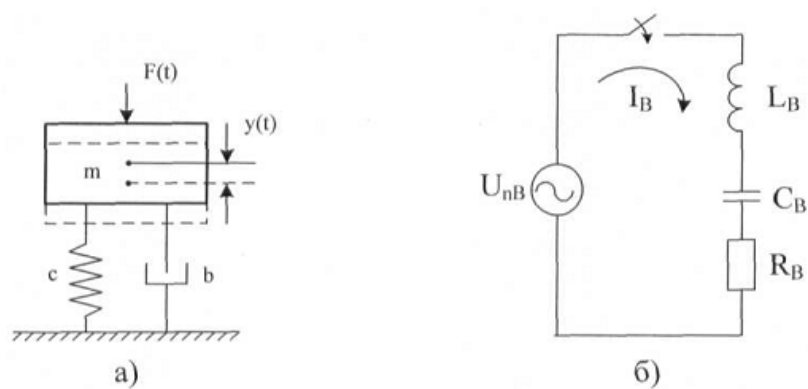 F(t)
y(t)
m
c
b
а)
I_B
L_B
U_nB
C_B
R_B
б)